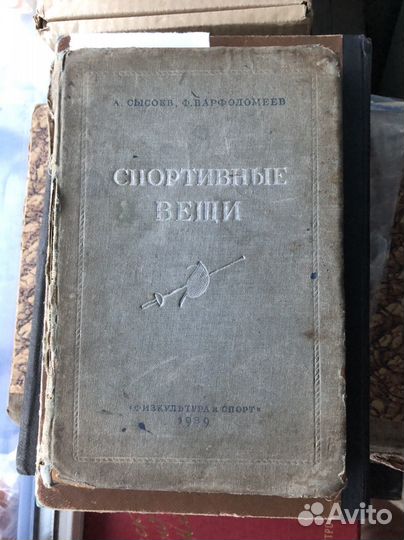 А. СЫСОЕВ, Ф. ВАРФОЛОМЕЕВ
СПОРТИВНЫЕ
ВЕЩИ
«ФИЗКУЛЬТУРА и СПОРТ»
1939
Avito